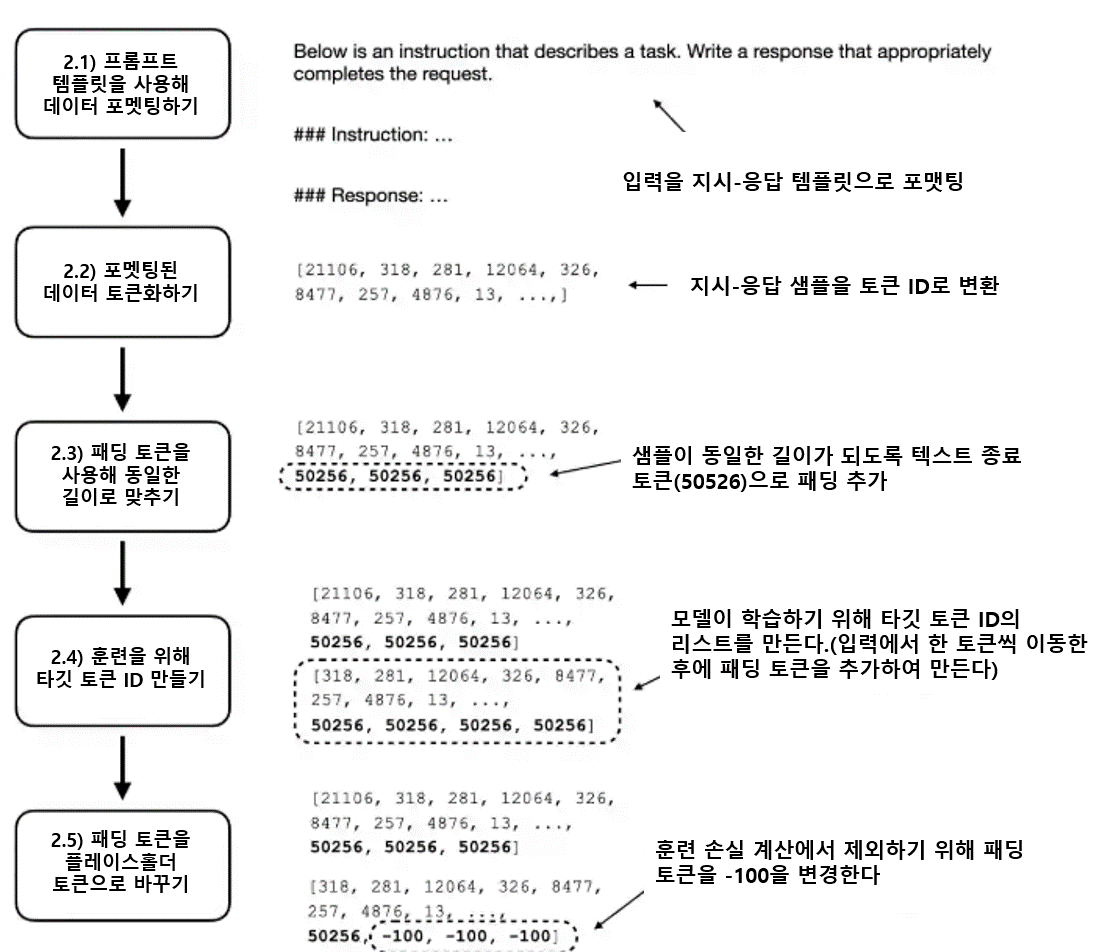 2.1) 프롬프트
템플릿을 사용해
데이터 포멧팅하기
Below is an instruction that describes a task. Write a response that appropriately
completes the request.
### Instruction: ...
### Response: ...
입력을 지시-응답 템플릿으로 포맷팅
2.2) 포멧팅된
데이터 토큰화하기
[21106, 318, 281, 12064, 326,
8477, 257, 4876, 13, ...,]
지시-응답 샘플을 토큰 ID로 변환
2.3) 패딩 토큰을
사용해 동일한
길이로 맞추기
[21106, 318, 281, 12064, 326,
8477, 257, 4876, 13, ...,
50256, 50256, 50256]
샘플이 동일한 길이가 되도록 텍스트 종료
토큰(50526)으로 패딩 추가
2.4) 훈련을 위해
타깃 토큰 ID 만들기
[21106, 318, 281, 12064, 326,
8477, 257, 4876, 13, ...,
50256, 50256, 50256]
[318, 281, 12064, 326, 8477,
257, 4876, 13, ...,
50256, 50256, 50256, 50256]
모델이 학습하기 위해 타깃 토큰 ID의
리스트를 만든다.(입력에서 한 토큰씩 이동한
후에 패딩 토큰을 추가하여 만든다)
2.5) 패딩 토큰을
플레이스홀더
토큰으로 바꾸기
[21106, 318, 281, 12064, 326,
8477, 257, 4876, 13, ...,
50256, 50256, 50256]
[318, 281, 12064, 326, 8477,
257, 4876, 13, ...,
50256, -100, -100, -100]
훈련 손실 계산에서 제외하기 위해 패딩
토큰을 -100을 변경한다